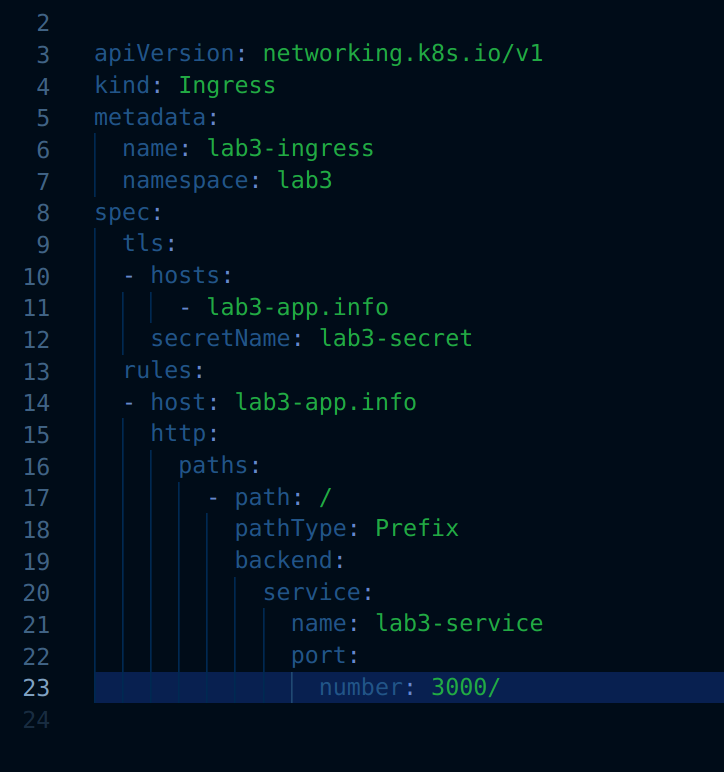 2
3 apiVersion: networking.k8s.io/v1
4 kind: Ingress
5 metadata:
6   name: lab3-ingress
7   namespace: lab3
8 spec:
9   tls:
10   - hosts:
11       - lab3-app.info
12     secretName: lab3-secret
13   rules:
14   - host: lab3-app.info
15     http:
16       paths:
17         - path: /
18           pathType: Prefix
19           backend:
20             service:
21               name: lab3-service
22               port:
23                 number: 3000/
24